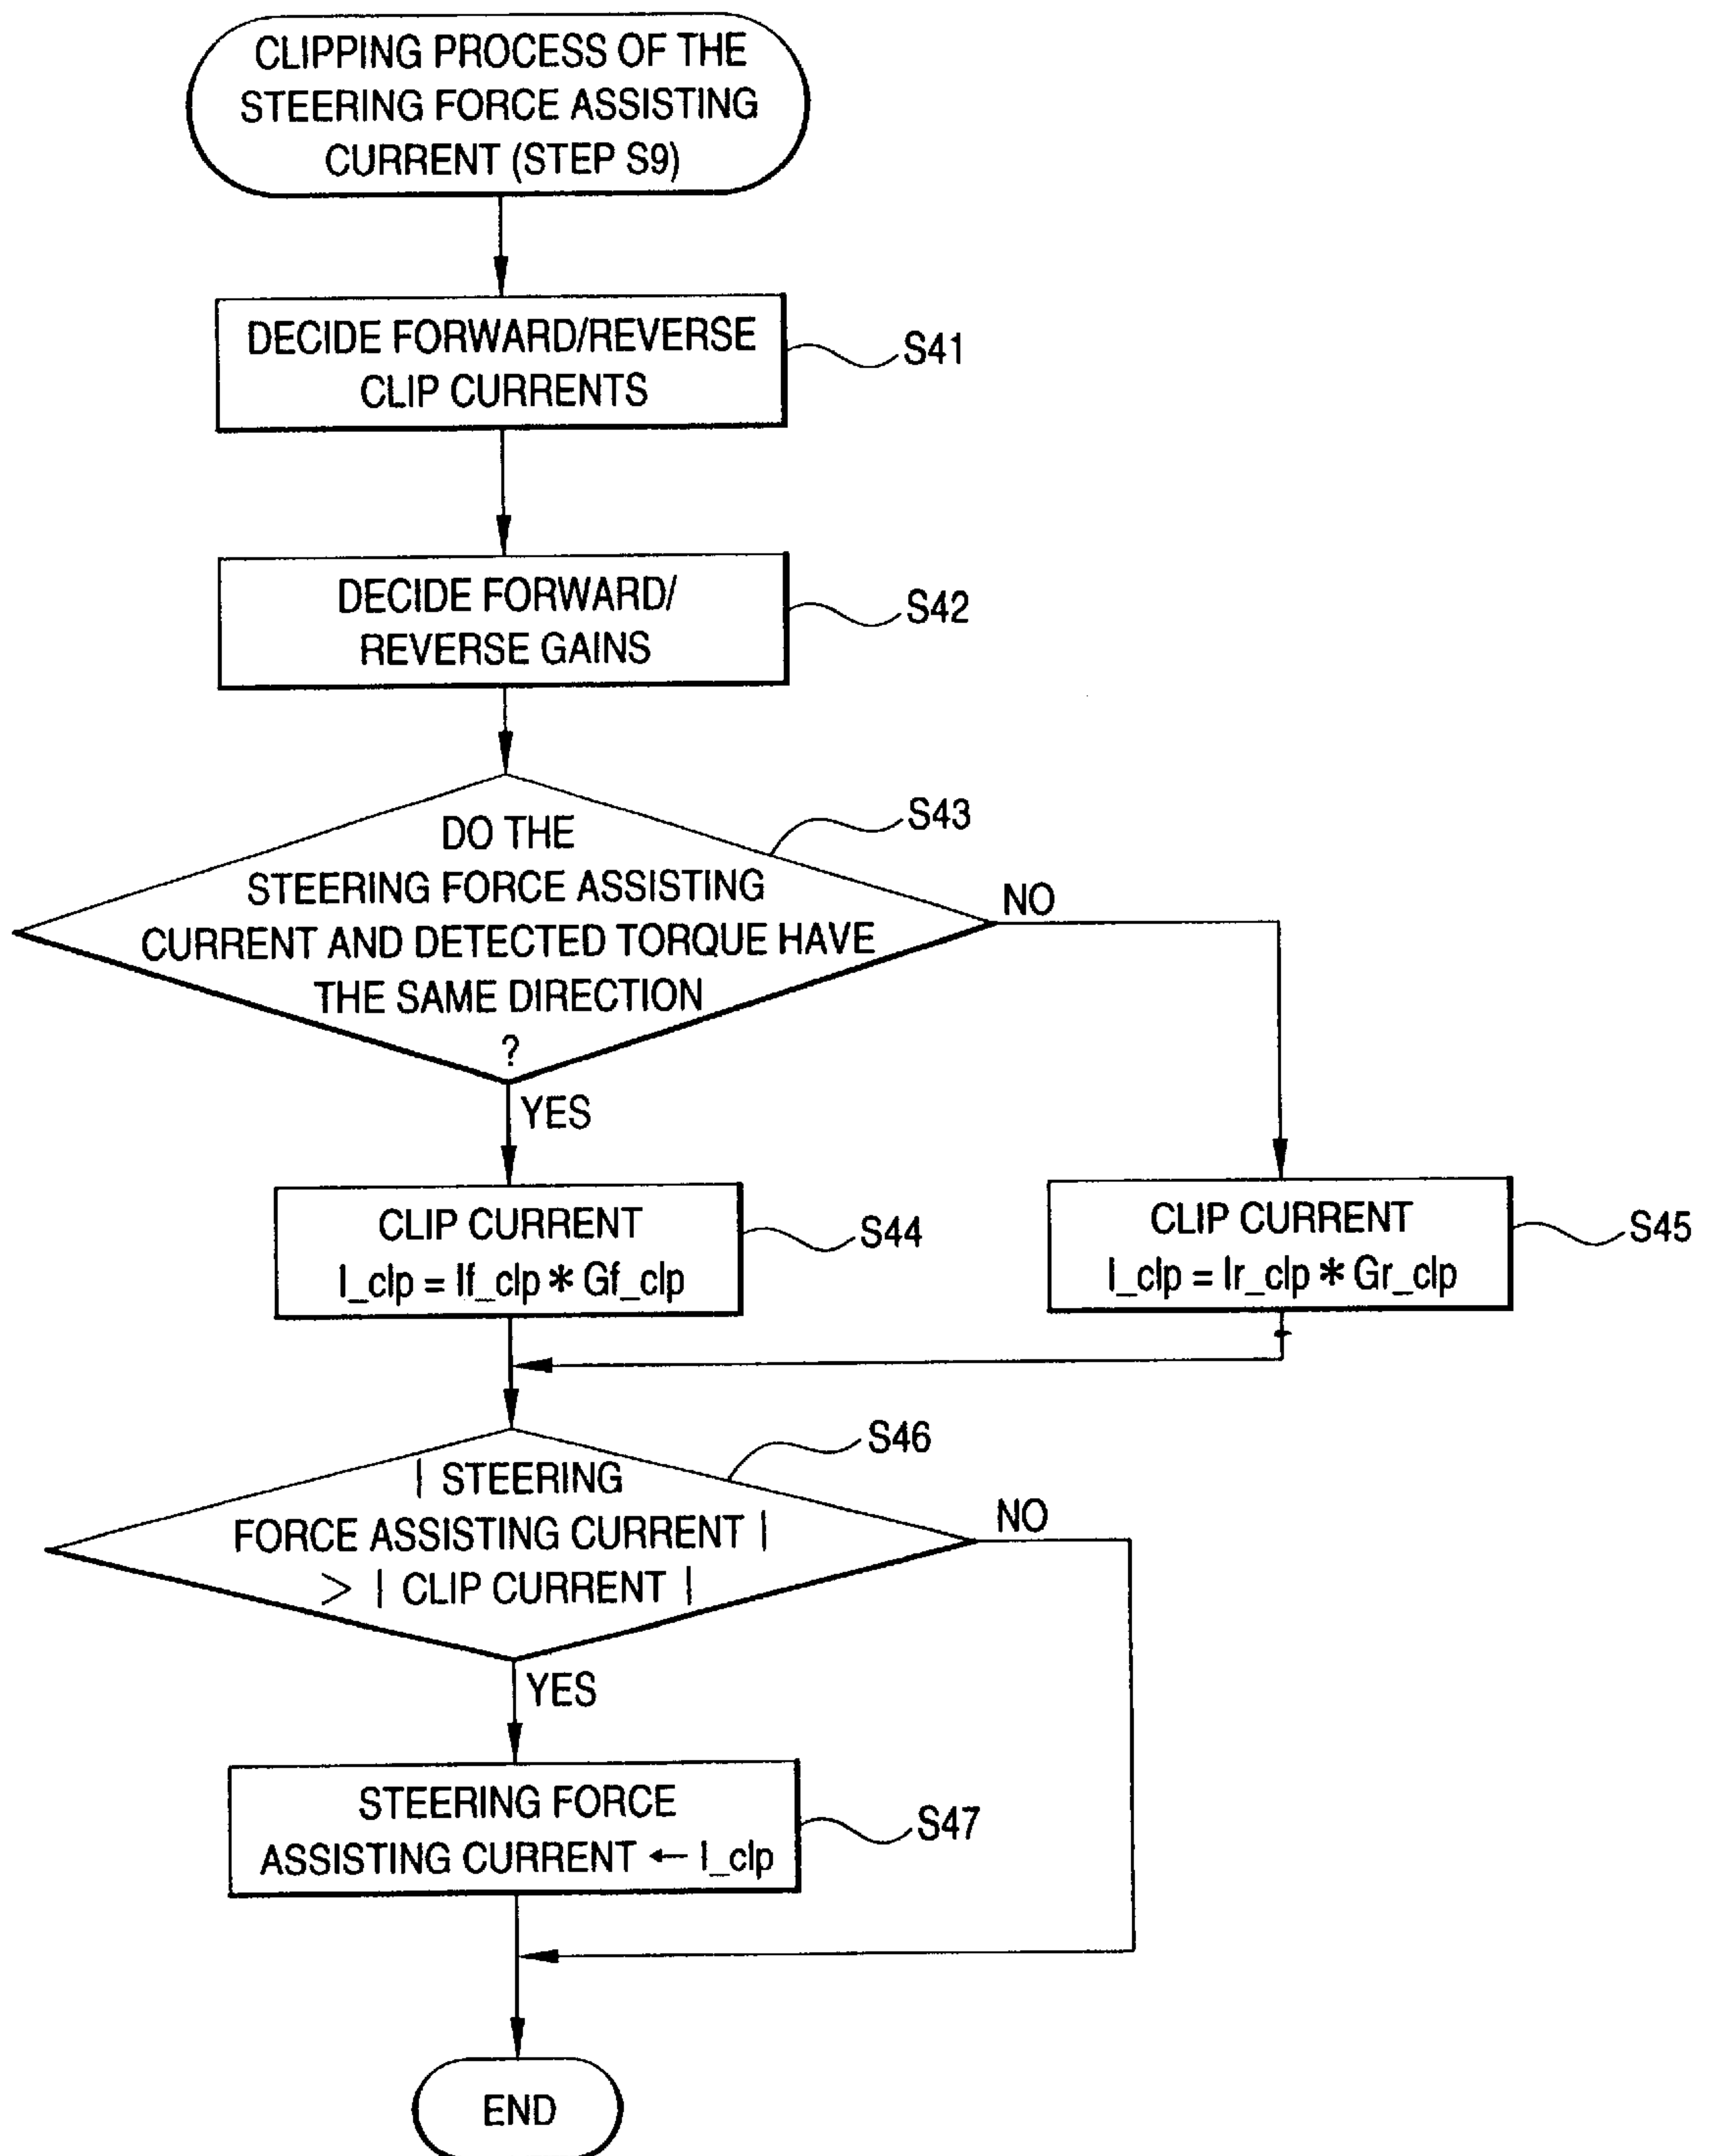 CLIPPING PROCESS OF THE
STEERING FORCE ASSISTING
CURRENT (STEP S9)
DECIDE FORWARD/REVERSE
CLIP CURRENTS
S41
DECIDE FORWARD/
REVERSE GAINS
S42
DO THE
STEERING FORCE ASSISTING
CURRENT AND DETECTED TORQUE HAVE
THE SAME DIRECTION
?
S43
NO
YES
CLIP CURRENT
I_clp = If_clp * Gf_clp
S44
CLIP CURRENT
I_clp = Ir_clp * Gr_clp
S45
| STEERING
FORCE ASSISTING CURRENT |
> | CLIP CURRENT |
S46
NO
YES
STEERING FORCE
ASSISTING CURRENT ← I_clp
S47
END